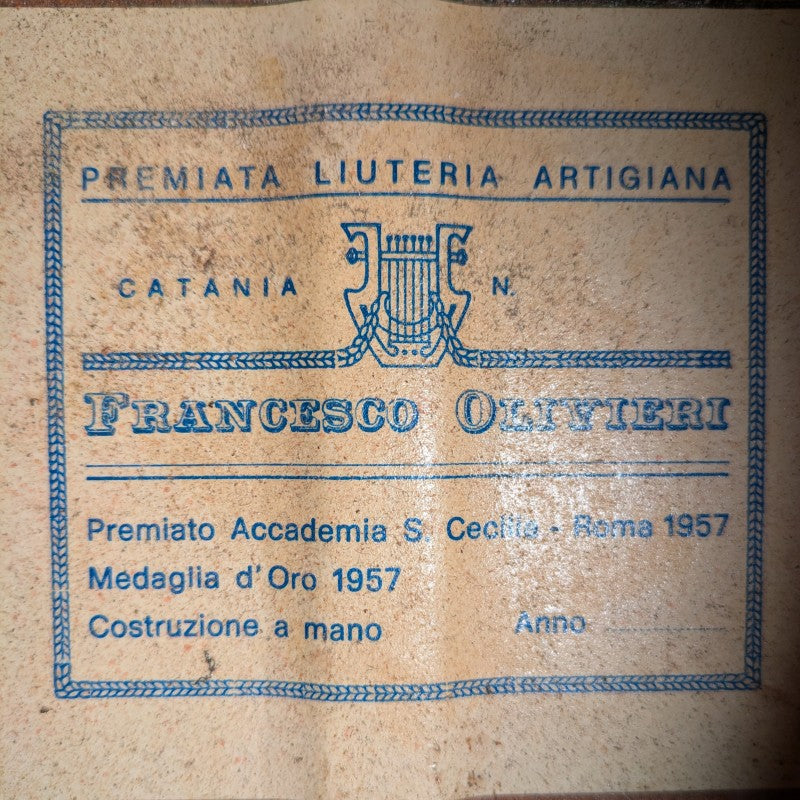 PREMIATA LIUTERIA ARTIGIANA
CATANIA N.
FRANCESCO OLIVIERI
Premiato Accademia S. Cecilia - Roma 1957
Medaglia d'Oro 1957
Costruzione a mano Anno